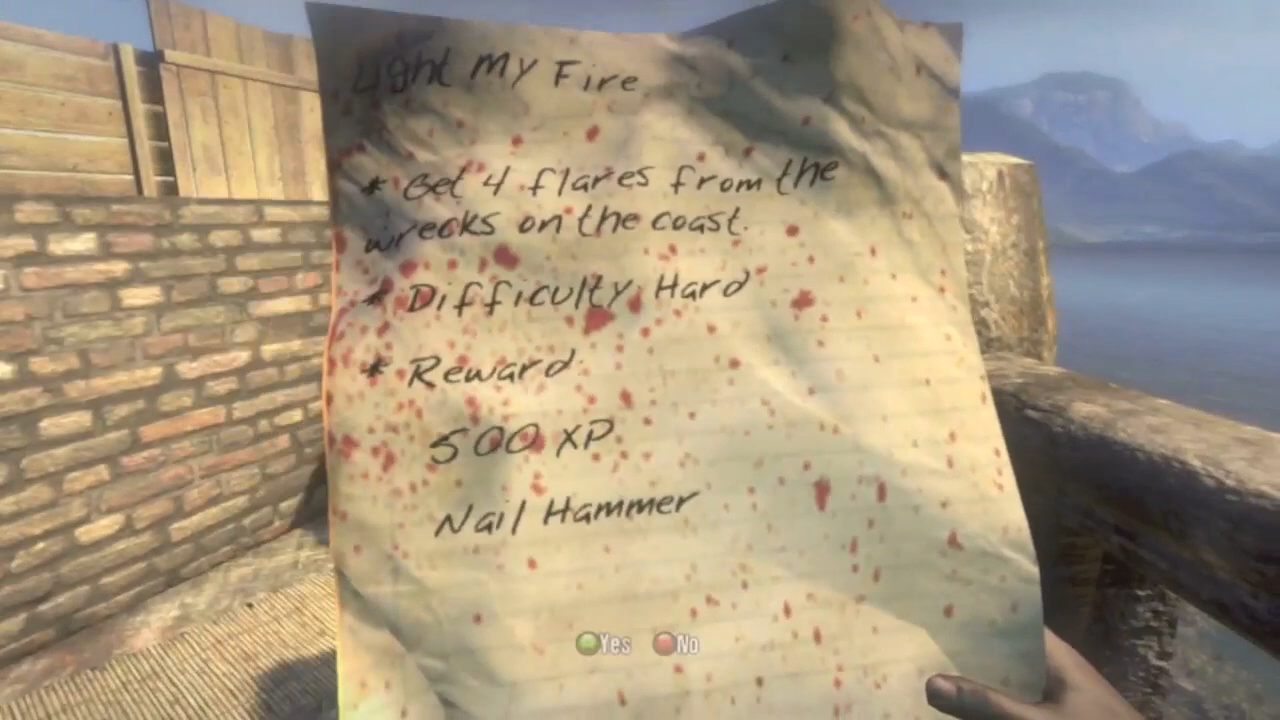 Light My Fire
* Get 4 flares from the
wrecks on the coast.
* Difficulty Hard
* Reward
500 XP
Nail Hammer
Yes No